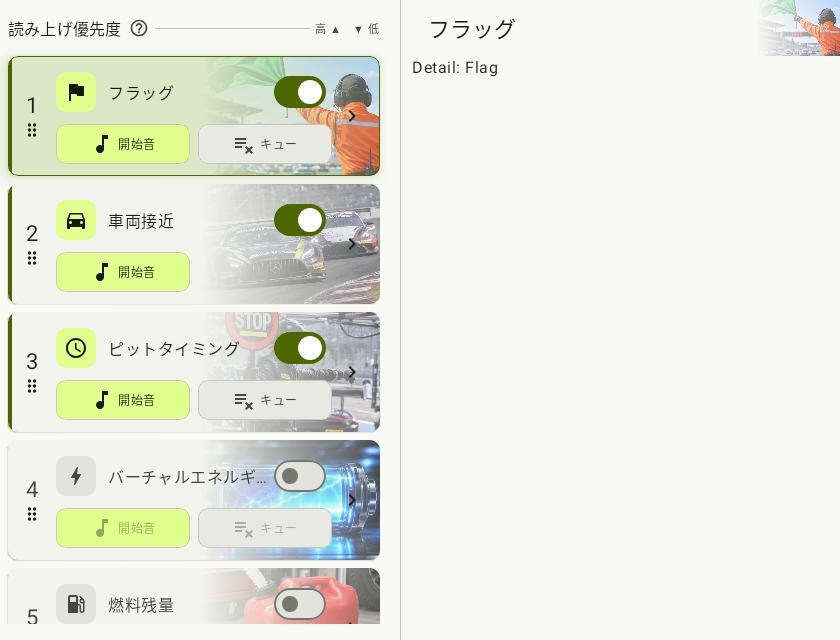 読み上げ優先度
高 ▲ ▼ 低
1
フラッグ
開始音
キュー
2
車両接近
開始音
3
STOP
ピットタイミング
開始音
キュー
4
バーチャルエネルギ…
開始音
キュー
5
燃料残量
フラッグ
Detail: Flag